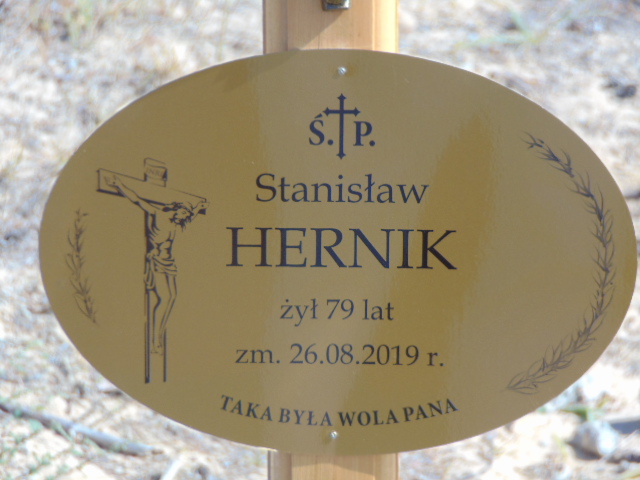 Ś.†P.
Stanisław
HERNIK
żył 79 lat
zm. 26.08.2019 r.
TAKA BYŁA WOLA PANA